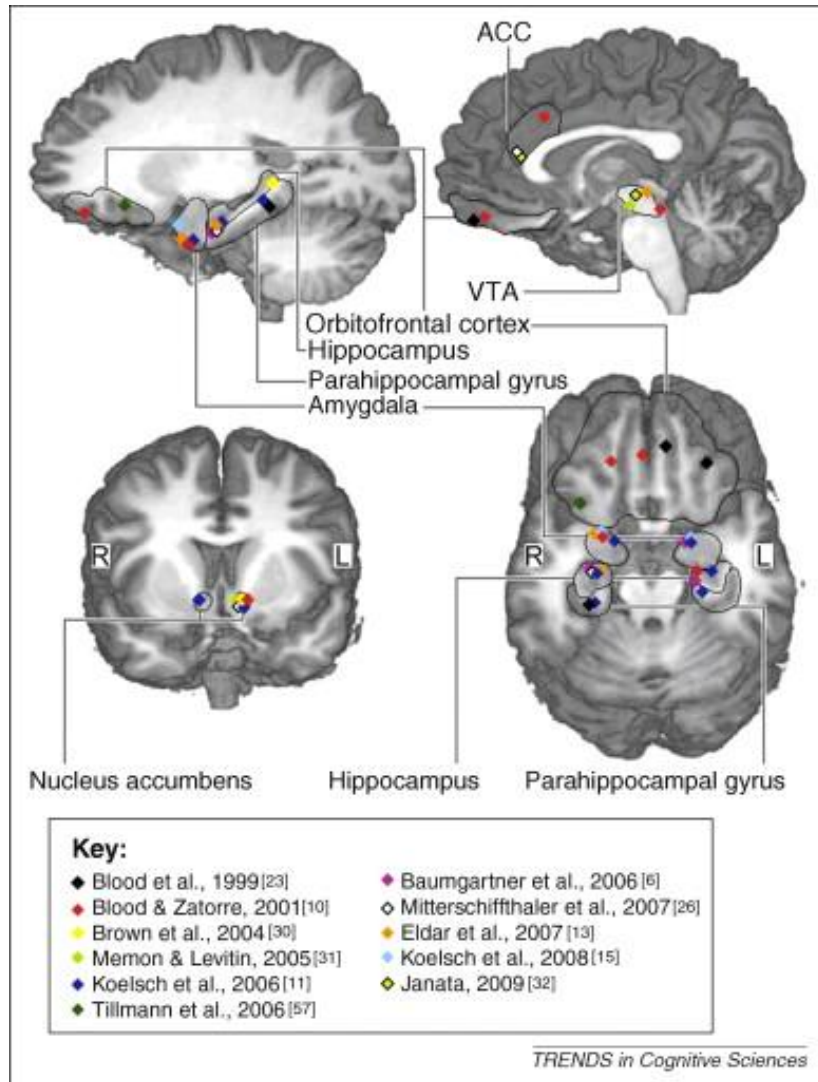 ACC
VTA
Orbitofrontal cortex
Hippocampus
Parahippocampal gyrus
Amygdala
R
L
R
L
Nucleus accumbens
Hippocampus
Parahippocampal gyrus
Key:
Blood et al., 1999 [23]
Blood & Zatorre, 2001 [10]
Brown et al., 2004 [30]
Memon & Levitin, 2005 [31]
Koelsch et al., 2006 [11]
Tillmann et al., 2006 [57]
Baumgartner et al., 2006 [6]
Mitterschiffthaler et al., 2007 [26]
Eldar et al., 2007 [13]
Koelsch et al., 2008 [15]
Janata, 2009 [32]
TRENDS in Cognitive Sciences